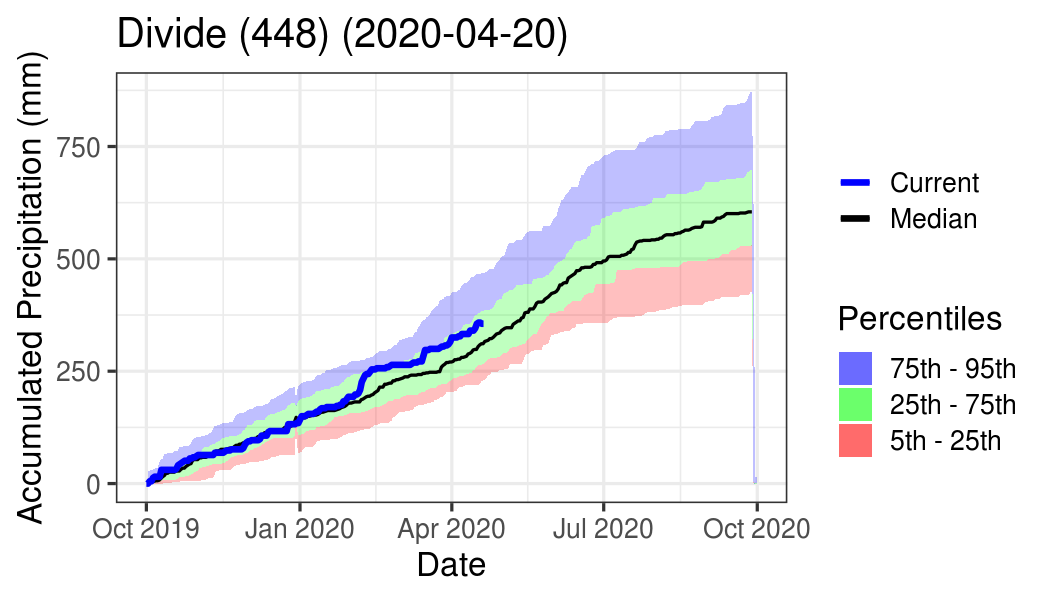 Divide (448) (2020-04-20)
Accumulated Precipitation (mm)
750
500
250
0
Oct 2019 Jan 2020 Apr 2020 Jul 2020 Oct 2020
Date
Current
Median
Percentiles
75th - 95th
25th - 75th
5th - 25th